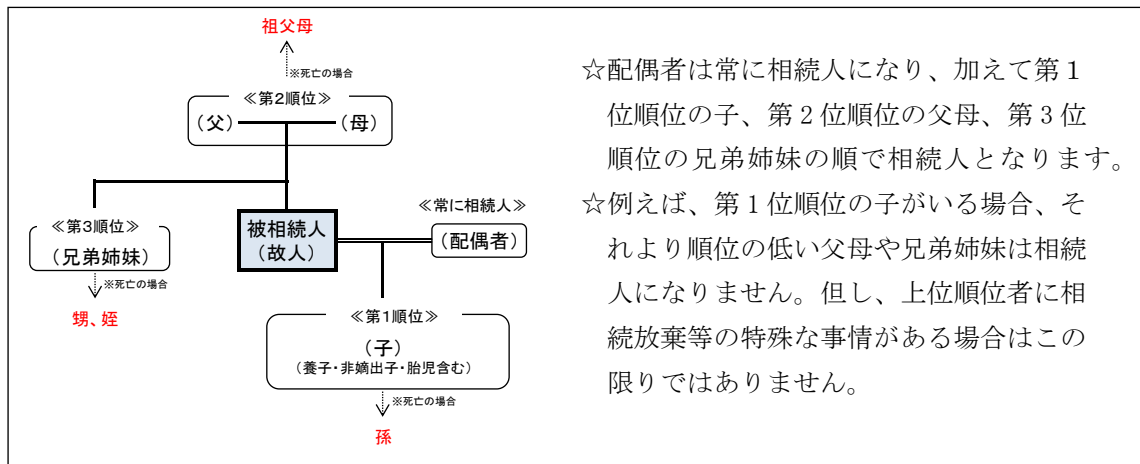 祖父母
※死亡の場合
≪第2順位≫
(父)
(母)
≪第3順位≫
(兄弟姉妹)
※死亡の場合
甥、姪
被相続人
(故人)
≪常に相続人≫
(配偶者)
≪第1順位≫
(子)
(養子・非嫡出子・胎児含む)
※死亡の場合
孫
☆配偶者は常に相続人になり、加えて第１
位順位の子、第２位順位の父母、第３位
順位の兄弟姉妹の順で相続人となります。
☆例えば、第１位順位の子がいる場合、そ
れより順位の低い父母や兄弟姉妹は相続
人になりません。但し、上位順位者に相
続放棄等の特殊な事情がある場合はこの
限りではありません。